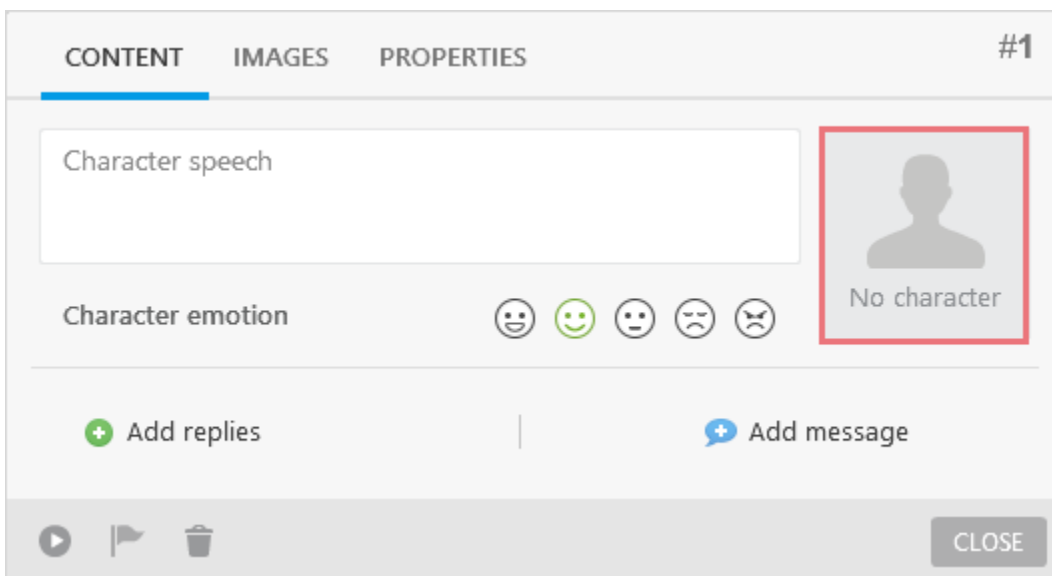 CONTENT IMAGES PROPERTIES #1
Character speech
No character
Character emotion
Add replies Add message
CLOSE